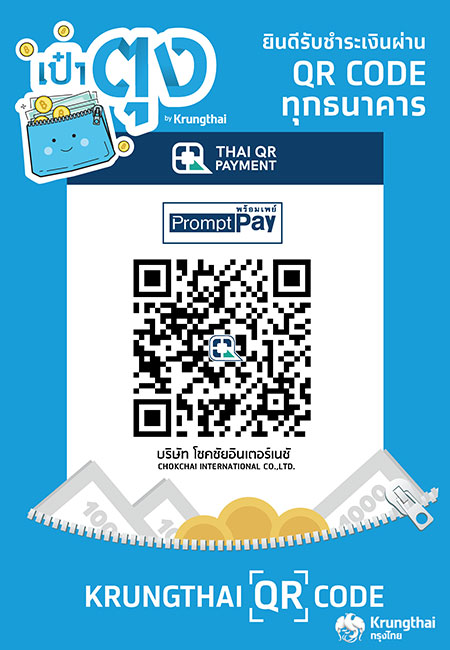 เป๋าตุง
by Krungthai
ยินดีรับชำระเงินผ่าน
QR CODE
ทุกธนาคาร
THAI QR
PAYMENT
พร้อมเพย์
PromptPay
บริษัท โชคชัยอินเตอร์เนชั
CHOKCHAI INTERNATIONAL CO.,LTD.
100
100
1000
KRUNGTHAI QR CODE
Krungthai
กรุงไทย